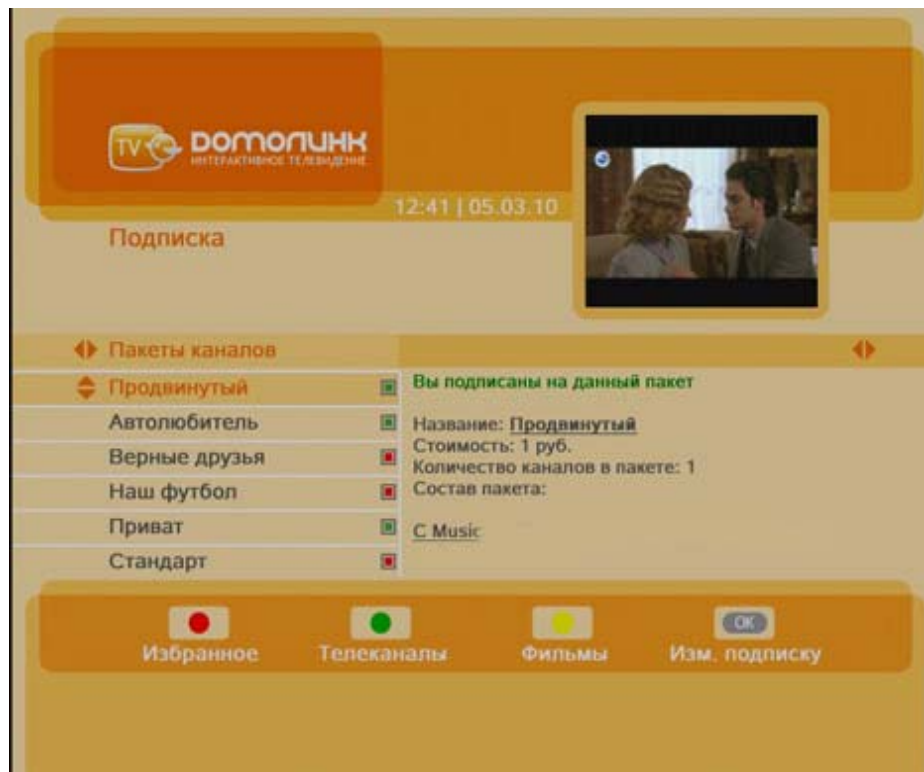 TV
DOMOЛИНК
ИНТЕРАКТИВНОЕ ТЕЛЕВИДЕНИЕ
12:41 | 05.03.10
Подписка
Пакеты каналов
Продвинутый
Автолюбитель
Верные друзья
Наш футбол
Приват
Стандарт
Вы подписаны на данный пакет
Название: Продвинутый
Стоимость: 1 руб.
Количество каналов в пакете: 1
Состав пакета:
C Music
Избранное
Телеканалы
Фильмы
OK
Изм. подписку